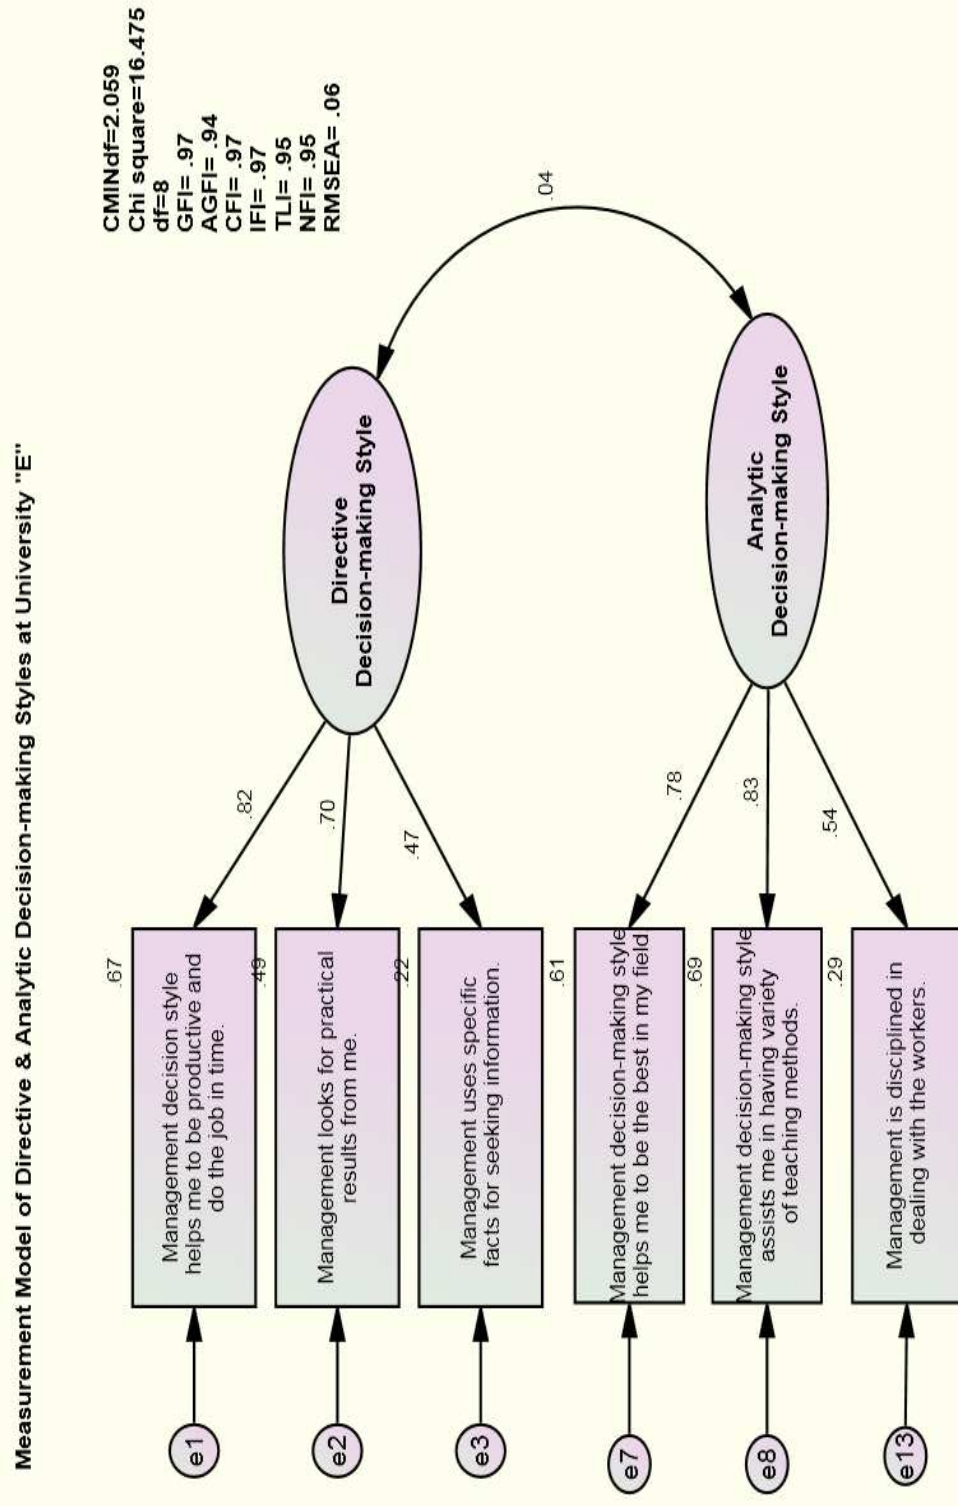 Measurement Model of Directive & Analytic Decision-making Styles at University "E"
CMINdf=2.059
Chi square=16.475
df=8
GFI= .97
AGFI= .94
CFI= .97
IFI= .97
TLI= .95
NFI= .95
RMSEA= .06
e1
.67
Management decision style
helps me to be productive and
do the job in time.
.82
e2
.49
Management looks for practical
results from me.
.70
e3
.22
Management uses specific
facts for seeking information.
.47
Directive
Decision-making Style
.04
e7
.61
Management decision-making style
helps me to be the best in my field
.78
e8
.69
Management decision-making style
assists me in having variety
of teaching methods.
.83
e13
.29
Management is disciplined in
dealing with the workers.
.54
Analytic
Decision-making Style